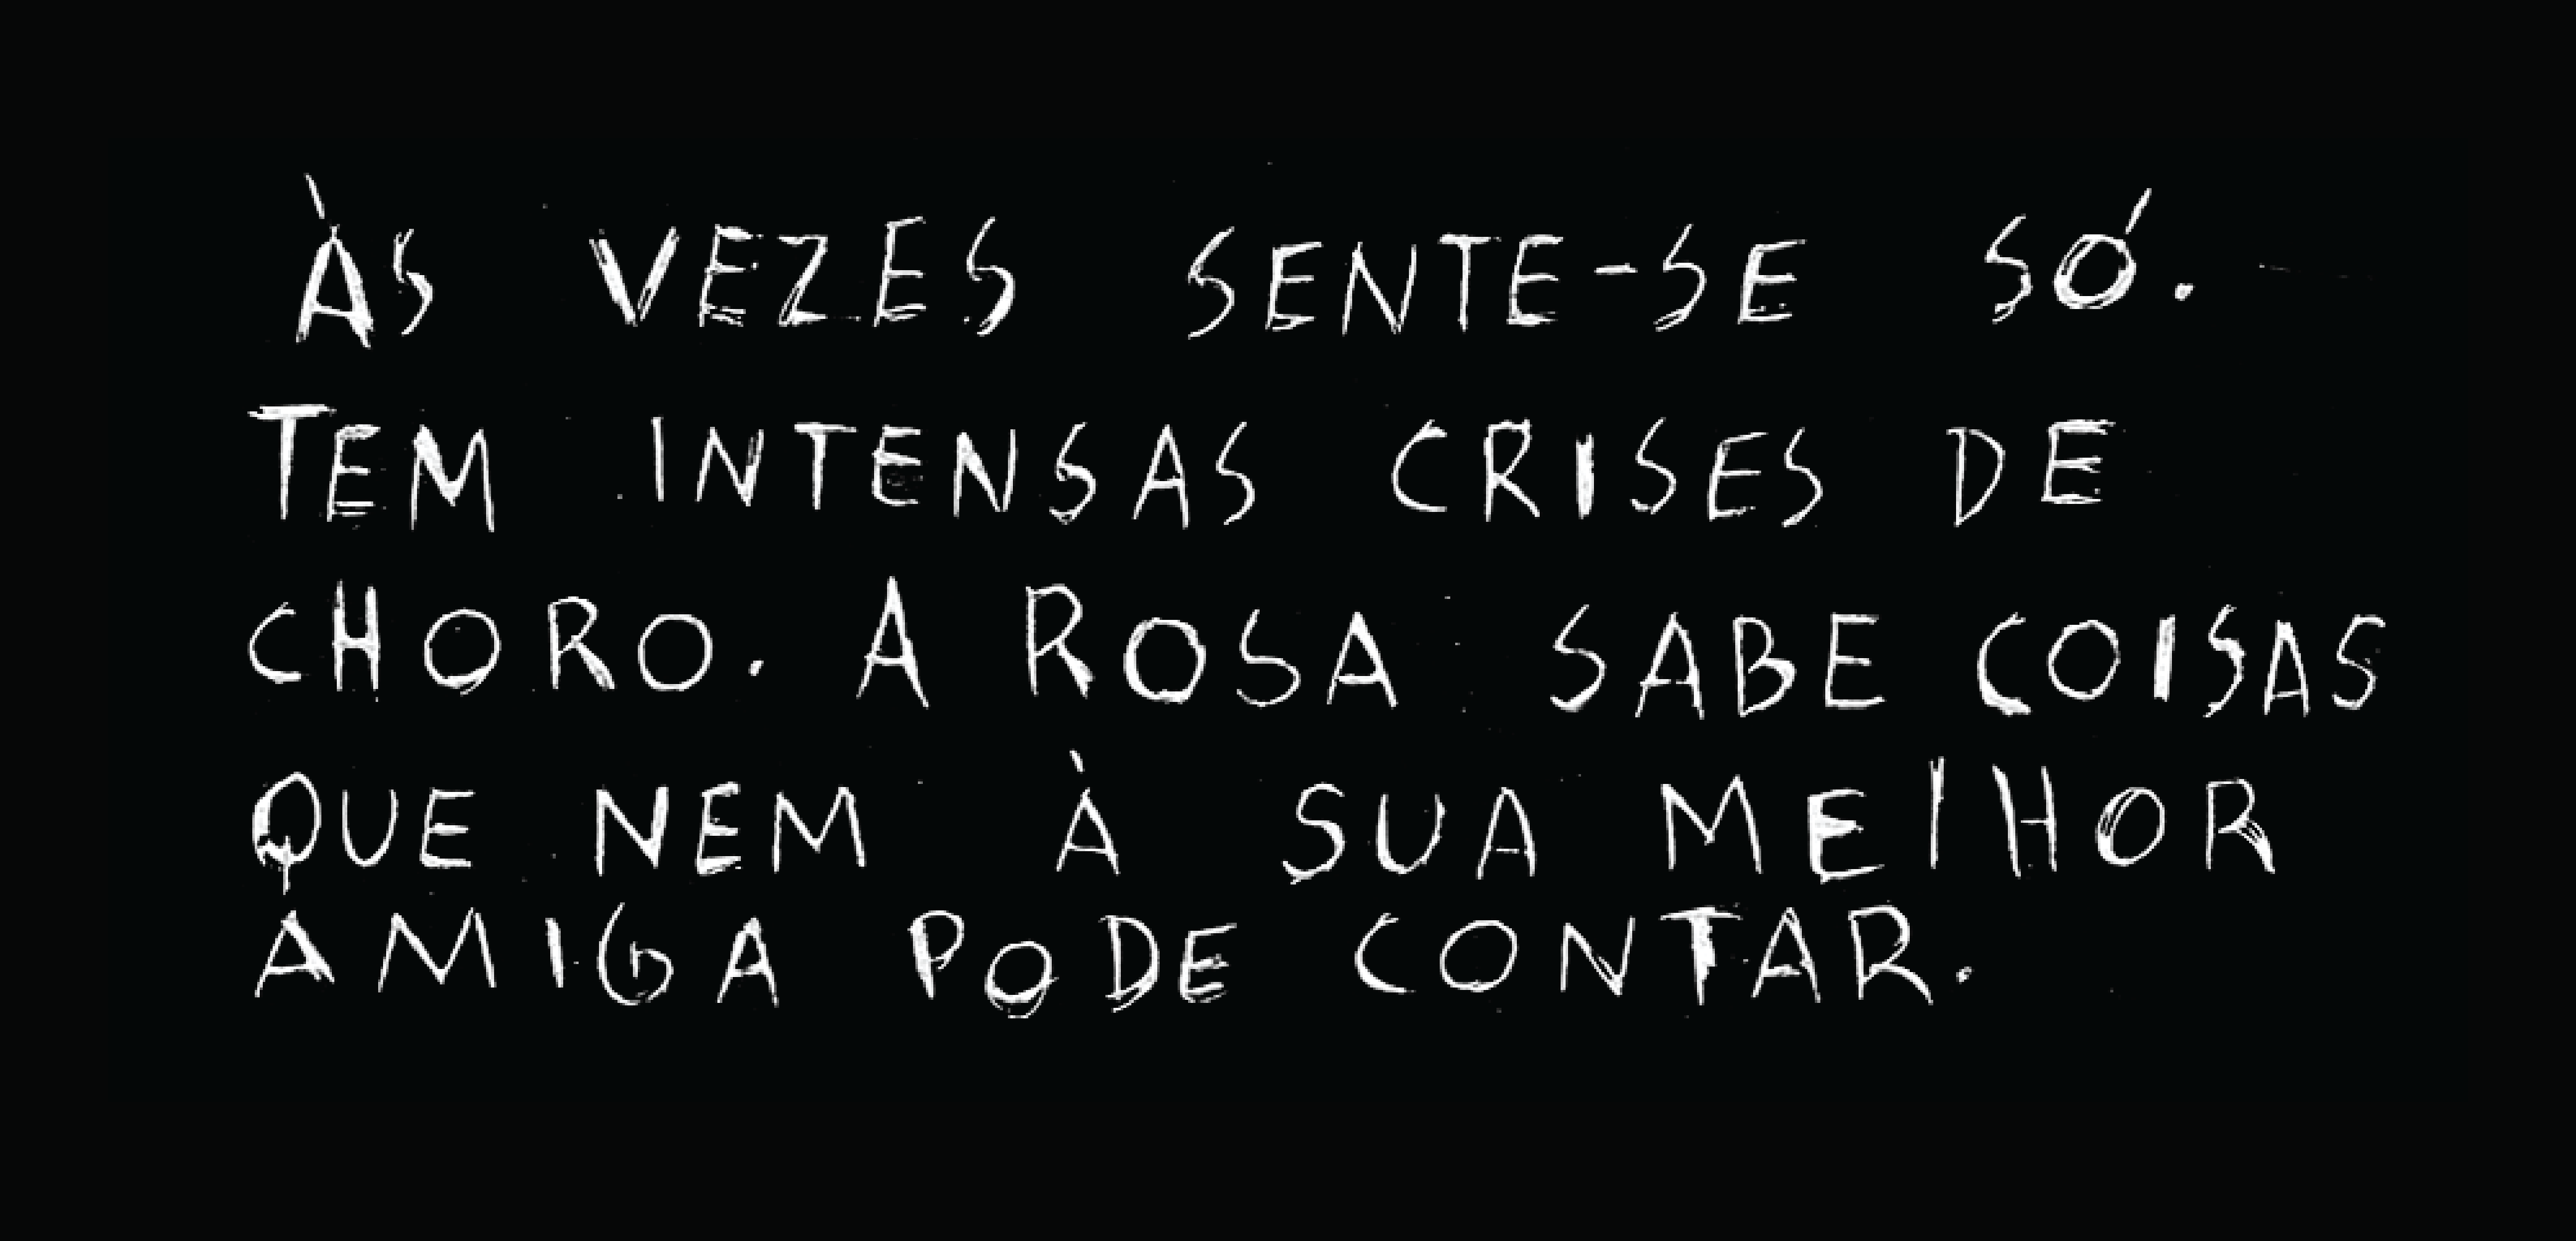 ÀS VEZES SENTE-SE SÓ.
TEM INTENSAS CRISES DE
CHORO. A ROSA SABE COISAS
QUE NEM À SUA MElHOR
AMIGA PODE CONTAR.